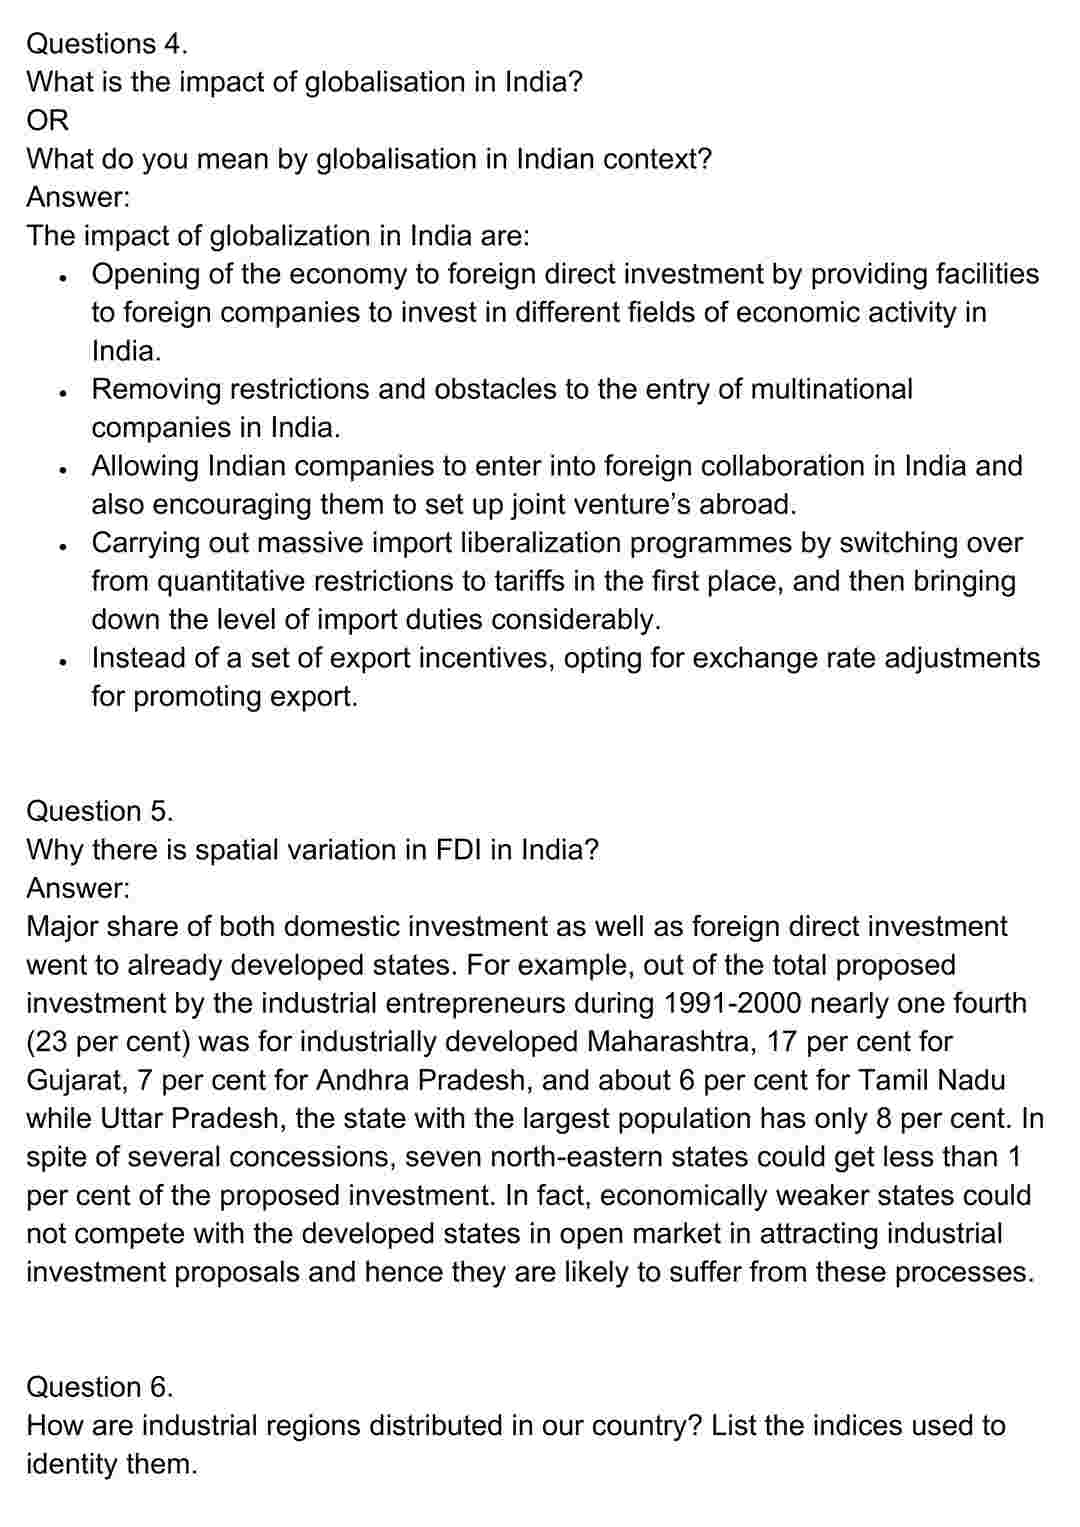 Questions 4.
What is the impact of globalisation in India?
OR
What do you mean by globalisation in Indian context?
Answer:
The impact of globalization in India are:
• Opening of the economy to foreign direct investment by providing facilities
to foreign companies to invest in different fields of economic activity in
India.
• Removing restrictions and obstacles to the entry of multinational
companies in India.
• Allowing Indian companies to enter into foreign collaboration in India and
also encouraging them to set up joint venture’s abroad.
• Carrying out massive import liberalization programmes by switching over
from quantitative restrictions to tariffs in the first place, and then bringing
down the level of import duties considerably.
• Instead of a set of export incentives, opting for exchange rate adjustments
for promoting export.
Question 5.
Why there is spatial variation in FDI in India?
Answer:
Major share of both domestic investment as well as foreign direct investment
went to already developed states. For example, out of the total proposed
investment by the industrial entrepreneurs during 1991-2000 nearly one fourth
(23 per cent) was for industrially developed Maharashtra, 17 per cent for
Gujarat, 7 per cent for Andhra Pradesh, and about 6 per cent for Tamil Nadu
while Uttar Pradesh, the state with the largest population has only 8 per cent. In
spite of several concessions, seven north-eastern states could get less than 1
per cent of the proposed investment. In fact, economically weaker states could
not compete with the developed states in open market in attracting industrial
investment proposals and hence they are likely to suffer from these processes.
Question 6.
How are industrial regions distributed in our country? List the indices used to
identity them.